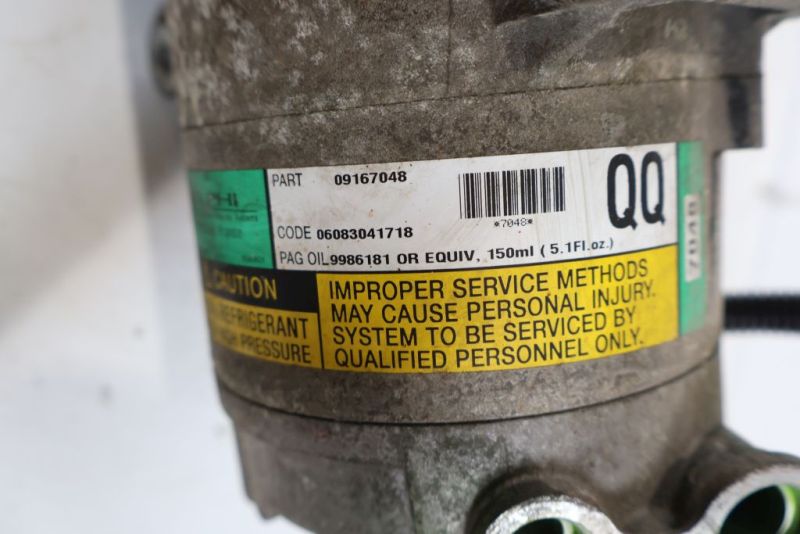 PART 09167048
*7048*
QQ
CODE 06083041718
PAG OIL 9986181 OR EQUIV, 150ml (5.1Fl.oz.)
7048
CAUTION
REFRIGERANT
HIGH PRESSURE
IMPROPER SERVICE METHODS
MAY CAUSE PERSONAL INJURY.
SYSTEM TO BE SERVICED BY
QUALIFIED PERSONNEL ONLY.